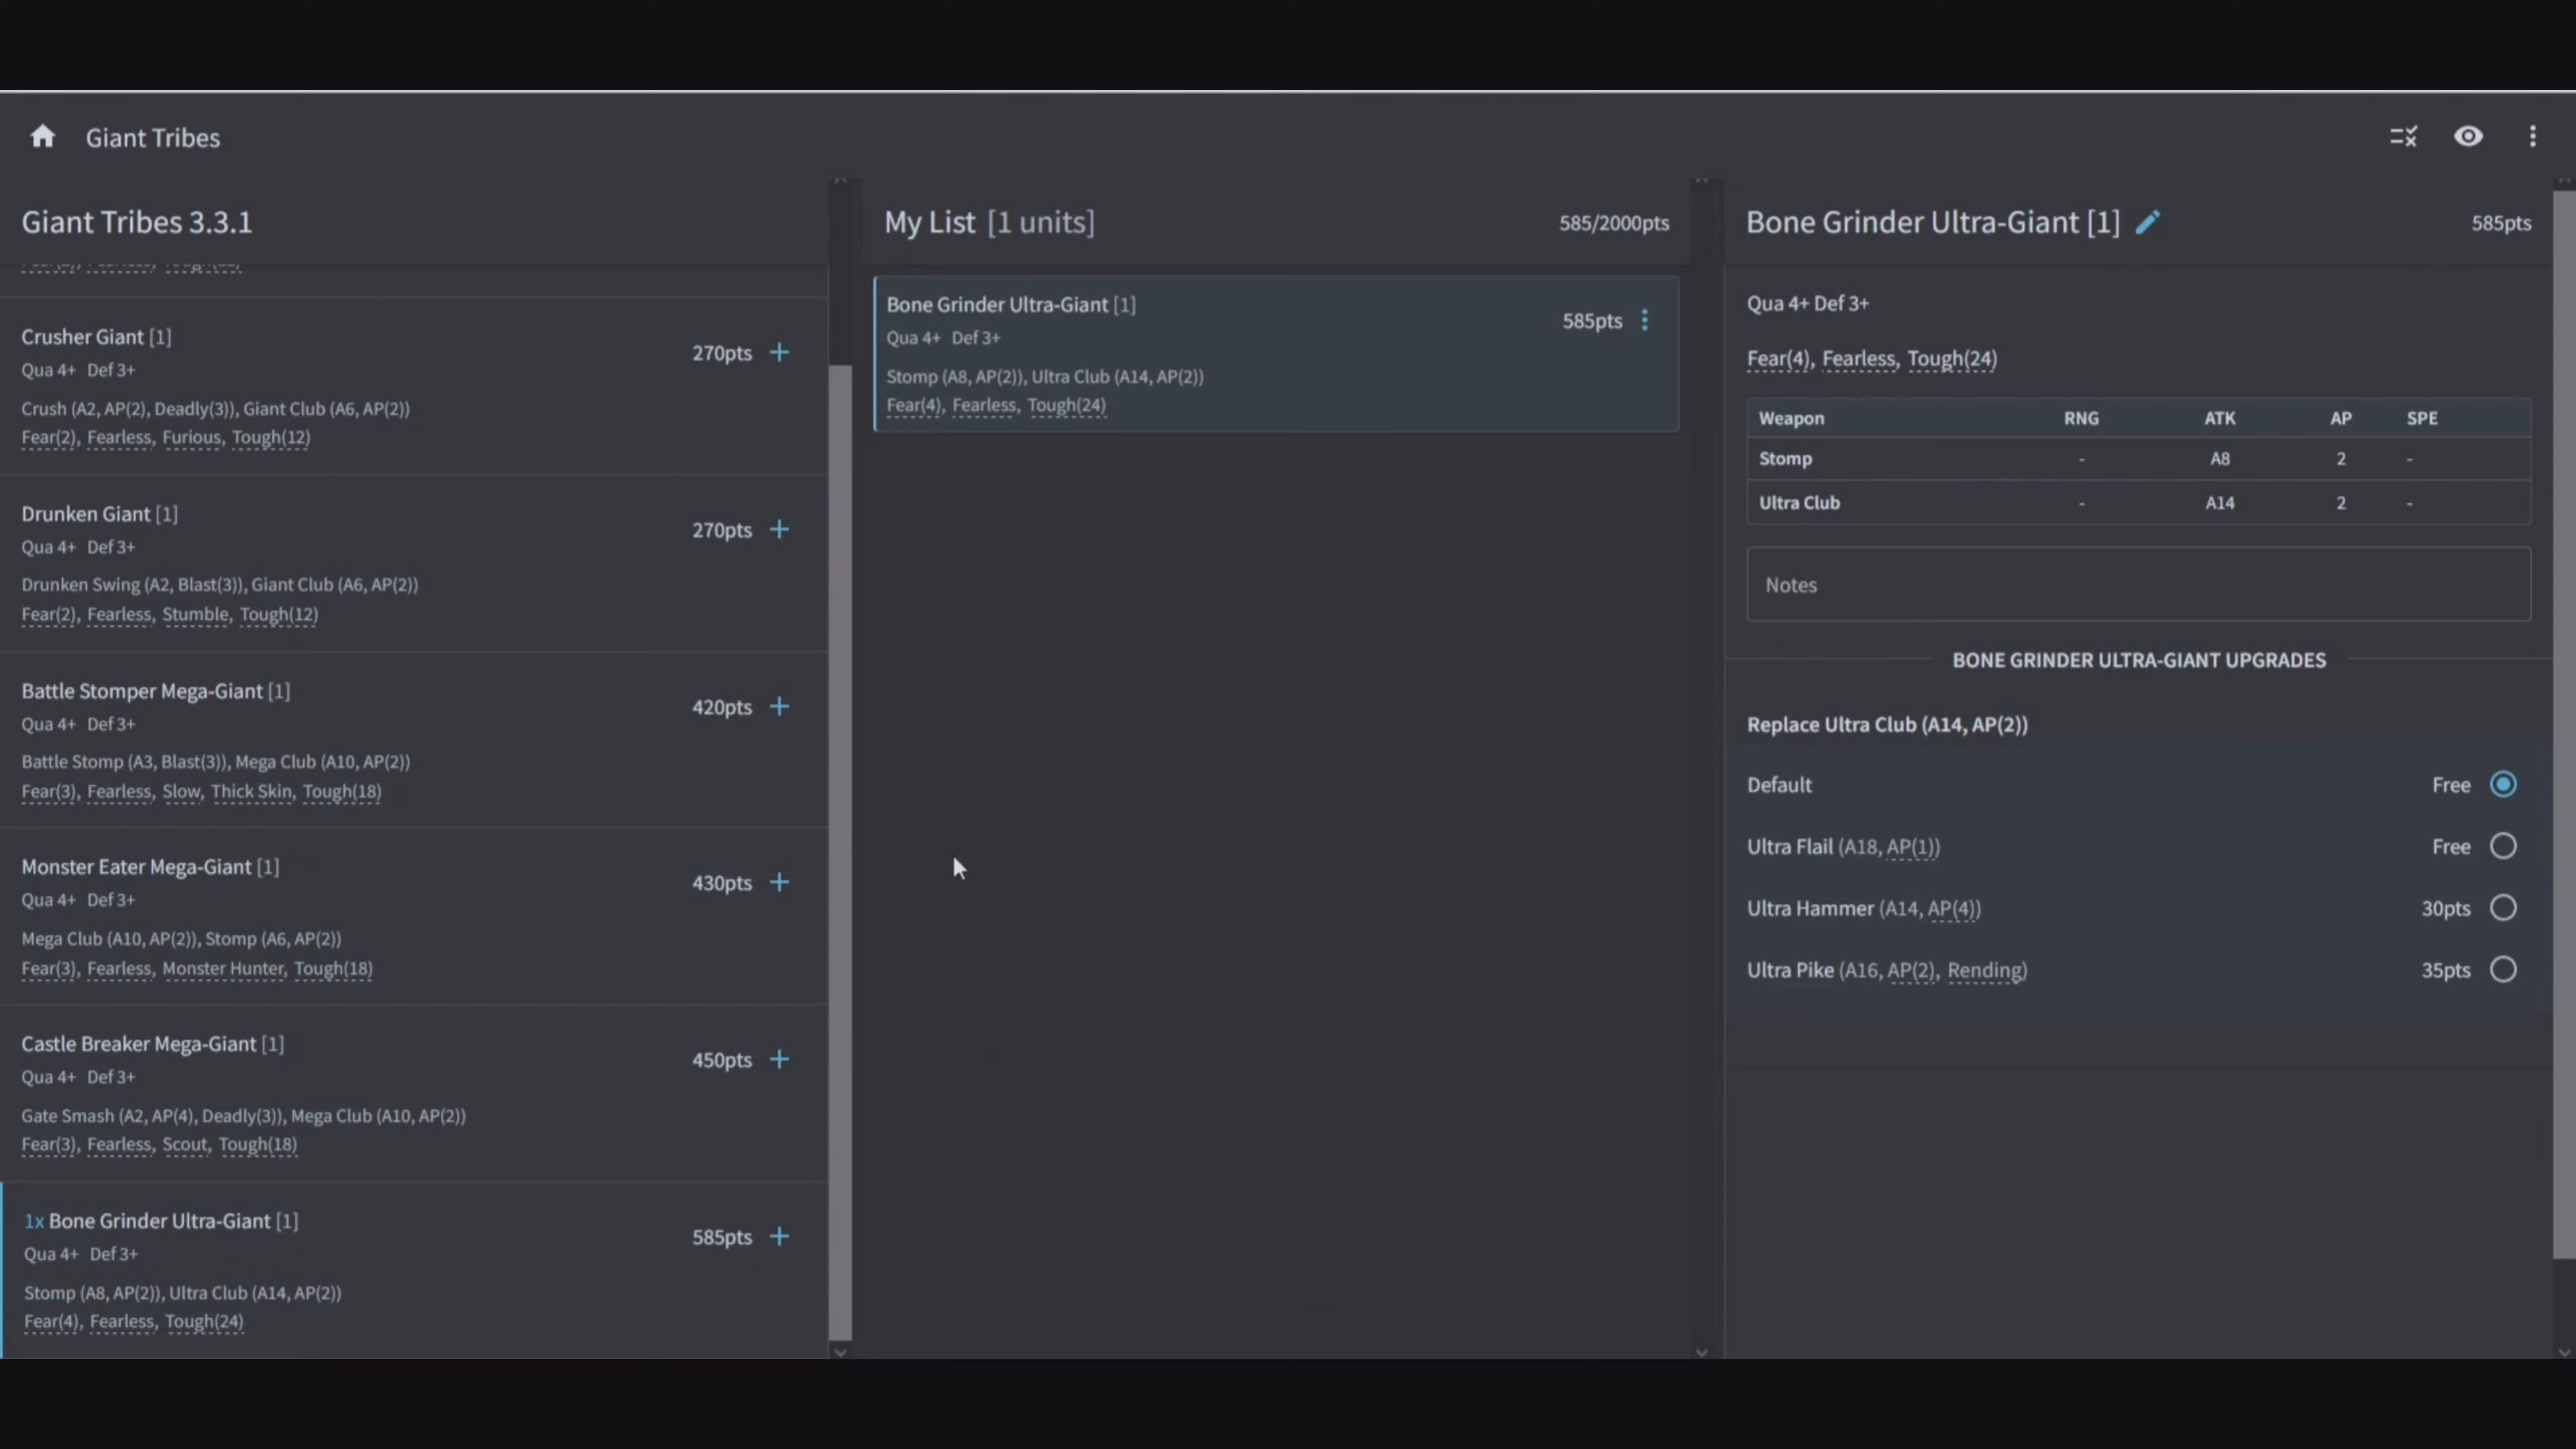 Giant Tribes
Giant Tribes 3.3.1
Crusher Giant [1]
270pts
Qua 4+ Def 3+
Crush (A2, AP(2), Deadly(3)), Giant Club (A6, AP(2))
Fear(2), Fearless, Furious, Tough(12)
Drunken Giant [1]
270pts
Qua 4+ Def 3+
Drunken Swing (A2, Blast(3)), Giant Club (A6, AP(2))
Fear(2), Fearless, Stumble, Tough(12)
Battle Stomper Mega-Giant [1]
420pts
Qua 4+ Def 3+
Battle Stomp (A3, Blast(3)), Mega Club (A10, AP(2))
Fear(3), Fearless, Slow, Thick Skin, Tough(18)
Monster Eater Mega-Giant [1]
430pts
Qua 4+ Def 3+
Mega Club (A10, AP(2)), Stomp (A6, AP(2))
Fear(3), Fearless, Monster Hunter, Tough(18)
Castle Breaker Mega-Giant [1]
450pts
Qua 4+ Def 3+
Gate Smash (A2, AP(4), Deadly(3)), Mega Club (A10, AP(2))
Fear(3), Fearless, Scout, Tough(18)
1x Bone Grinder Ultra-Giant [1]
585pts
Qua 4+ Def 3+
Stomp (A8, AP(2)), Ultra Club (A14, AP(2))
Fear(4), Fearless, Tough(24)
My List [1 units] 585/2000pts
Bone Grinder Ultra-Giant [1]
585pts
Qua 4+ Def 3+
Stomp (A8, AP(2)), Ultra Club (A14, AP(2))
Fear(4), Fearless, Tough(24)
Bone Grinder Ultra-Giant [1] 585pts
Qua 4+ Def 3+
Fear(4), Fearless, Tough(24)
Weapon RNG ATK AP SPE
Stomp - A8 2 -
Ultra Club - A14 2 -
Notes
BONE GRINDER ULTRA-GIANT UPGRADES
Replace Ultra Club (A14, AP(2))
Default Free
Ultra Flail (A18, AP(1)) Free
Ultra Hammer (A14, AP(4)) 30pts
Ultra Pike (A16, AP(2), Rending) 35pts